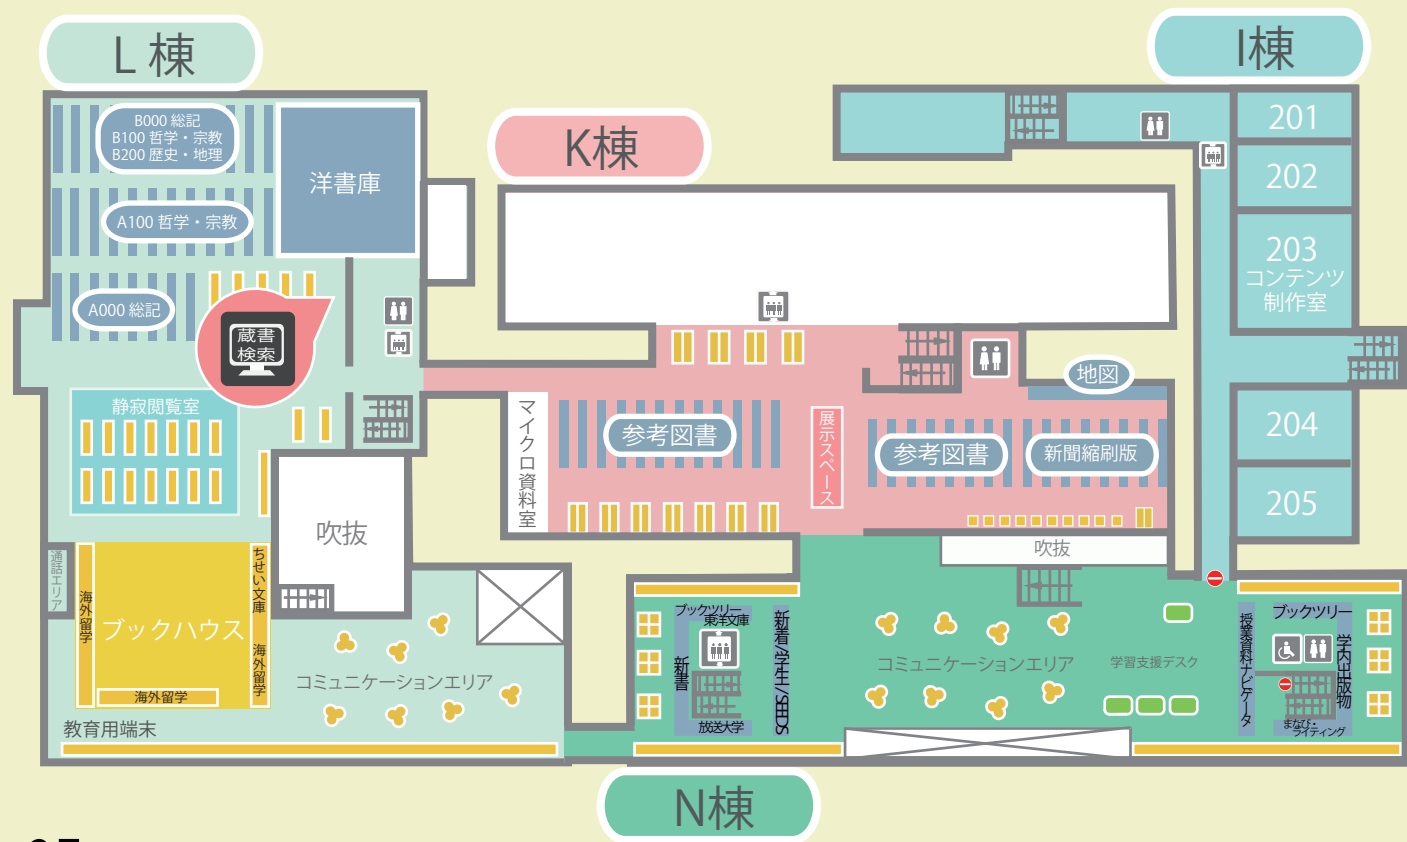 L 棟
I棟
K棟
B000 総記
B100 哲学・宗教
B200 歴史・地理
洋書庫
A100 哲学・宗教
A000 総記
蔵書
検索
静寂閲覧室
201
202
203
コンテンツ
制作室
204
205
地図
マイクロ資料室
参考図書
展示スペース
参考図書
新聞縮刷版
吹抜
吹抜
通話エリア
海外留学
ブックハウス
ちせい文庫
海外留学
海外留学
コミュニケーションエリア
教育用端末
ブックツリー
東洋文庫
新書
放送大学
新着/学生/SEEDS
コミュニケーションエリア
学習支援デスク
授業資料ナビゲータ
ブックツリー
学内出版物
まなび・
ライティング
N棟